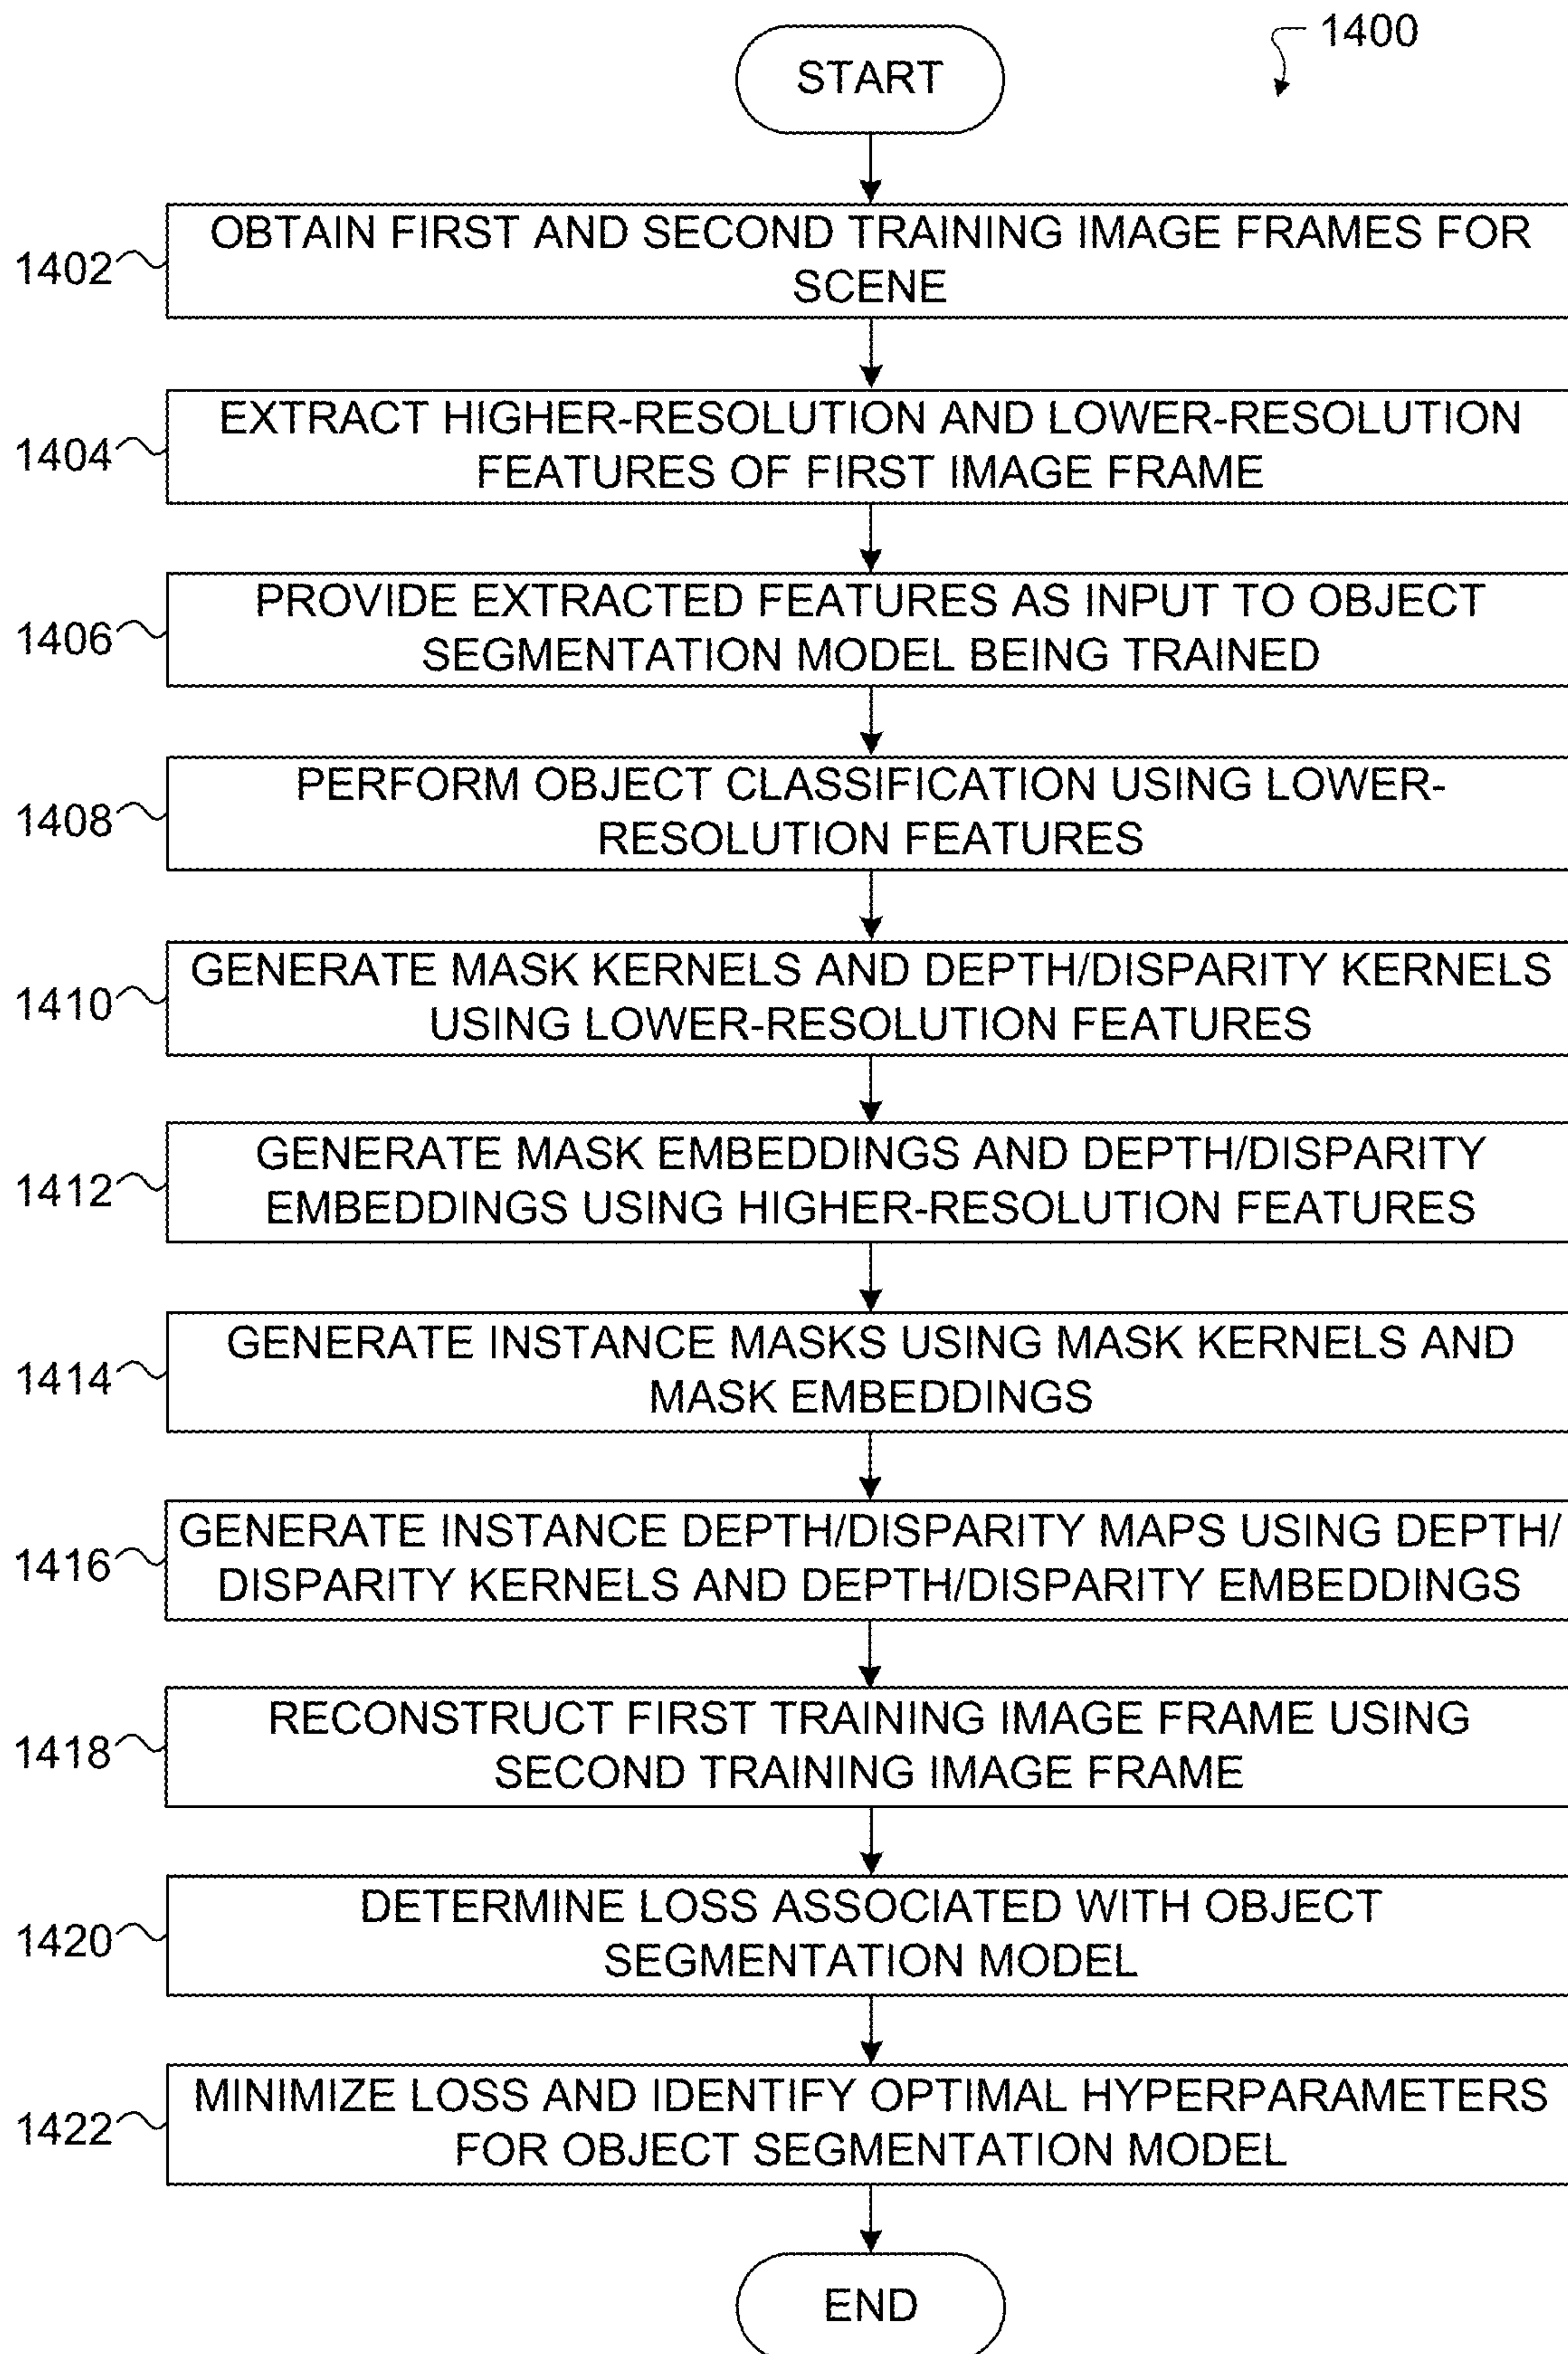 1400
START
1402
OBTAIN FIRST AND SECOND TRAINING IMAGE FRAMES FOR
SCENE
1404
EXTRACT HIGHER-RESOLUTION AND LOWER-RESOLUTION
FEATURES OF FIRST IMAGE FRAME
1406
PROVIDE EXTRACTED FEATURES AS INPUT TO OBJECT
SEGMENTATION MODEL BEING TRAINED
1408
PERFORM OBJECT CLASSIFICATION USING LOWER-
RESOLUTION FEATURES
1410
GENERATE MASK KERNELS AND DEPTH/DISPARITY KERNELS
USING LOWER-RESOLUTION FEATURES
1412
GENERATE MASK EMBEDDINGS AND DEPTH/DISPARITY
EMBEDDINGS USING HIGHER-RESOLUTION FEATURES
1414
GENERATE INSTANCE MASKS USING MASK KERNELS AND
MASK EMBEDDINGS
1416
GENERATE INSTANCE DEPTH/DISPARITY MAPS USING DEPTH/
DISPARITY KERNELS AND DEPTH/DISPARITY EMBEDDINGS
1418
RECONSTRUCT FIRST TRAINING IMAGE FRAME USING
SECOND TRAINING IMAGE FRAME
1420
DETERMINE LOSS ASSOCIATED WITH OBJECT
SEGMENTATION MODEL
1422
MINIMIZE LOSS AND IDENTIFY OPTIMAL HYPERPARAMETERS
FOR OBJECT SEGMENTATION MODEL
END